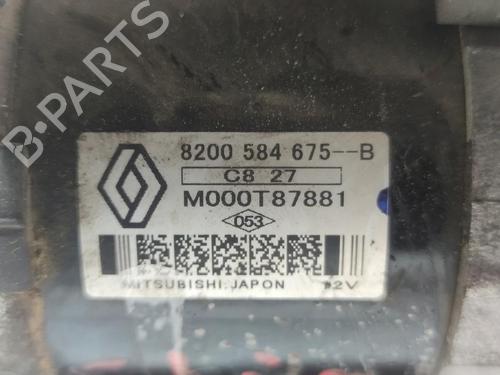 8200 584 675--B
C8 27
M000T87881
053
MITSUBISHI:JAPON 12V
B-PARTS